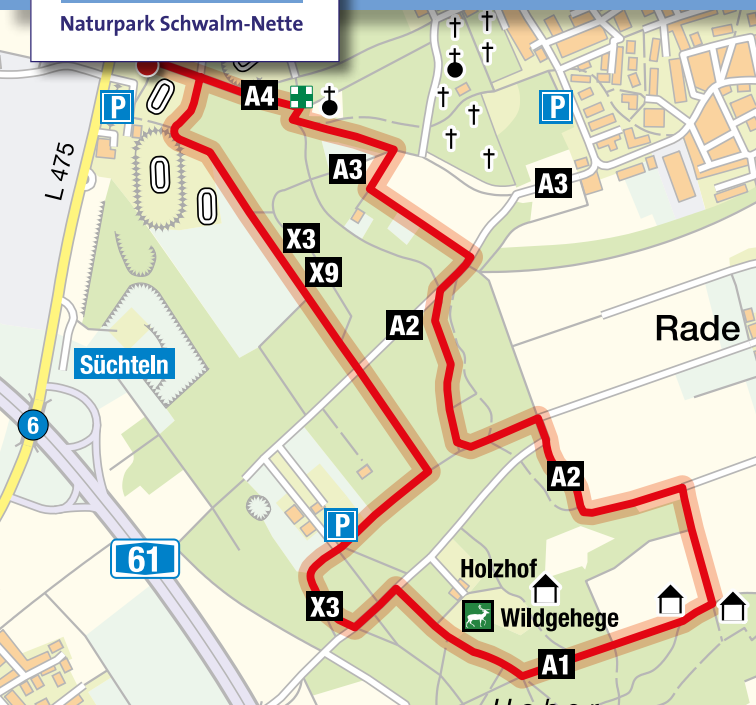 Naturpark Schwalm-Nette
A4
P
P
L 475
A3
A3
X3
X9
A2
Rade
Süchteln
6
A2
P
61
Holzhof
X3
Wildgehege
A1